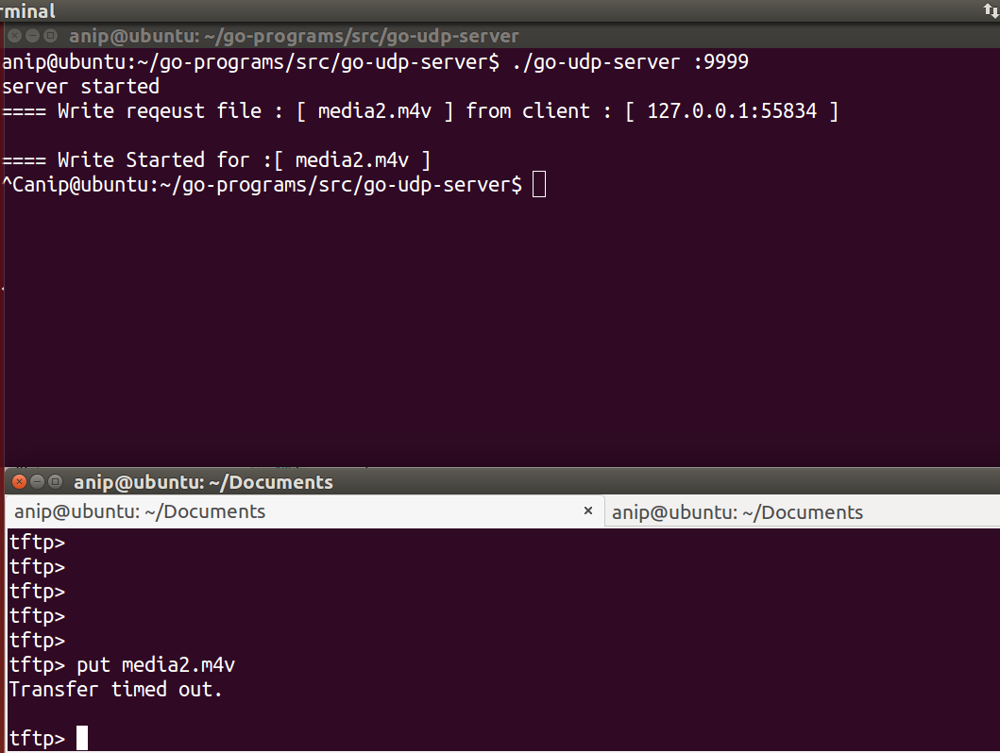 rminal
anip@ubuntu: ~/go-programs/src/go-udp-server
anip@ubuntu:~/go-programs/src/go-udp-server$ ./go-udp-server :9999
server started
==== Write reqeust file : [ media2.m4v ] from client : [ 127.0.0.1:55834 ]
==== Write Started for :[ media2.m4v ]
^Canip@ubuntu:~/go-programs/src/go-udp-server$
anip@ubuntu: ~/Documents
anip@ubuntu: ~/Documents × anip@ubuntu: ~/Documents
tftp>
tftp>
tftp>
tftp>
tftp>
tftp> put media2.m4v
Transfer timed out.
tftp>